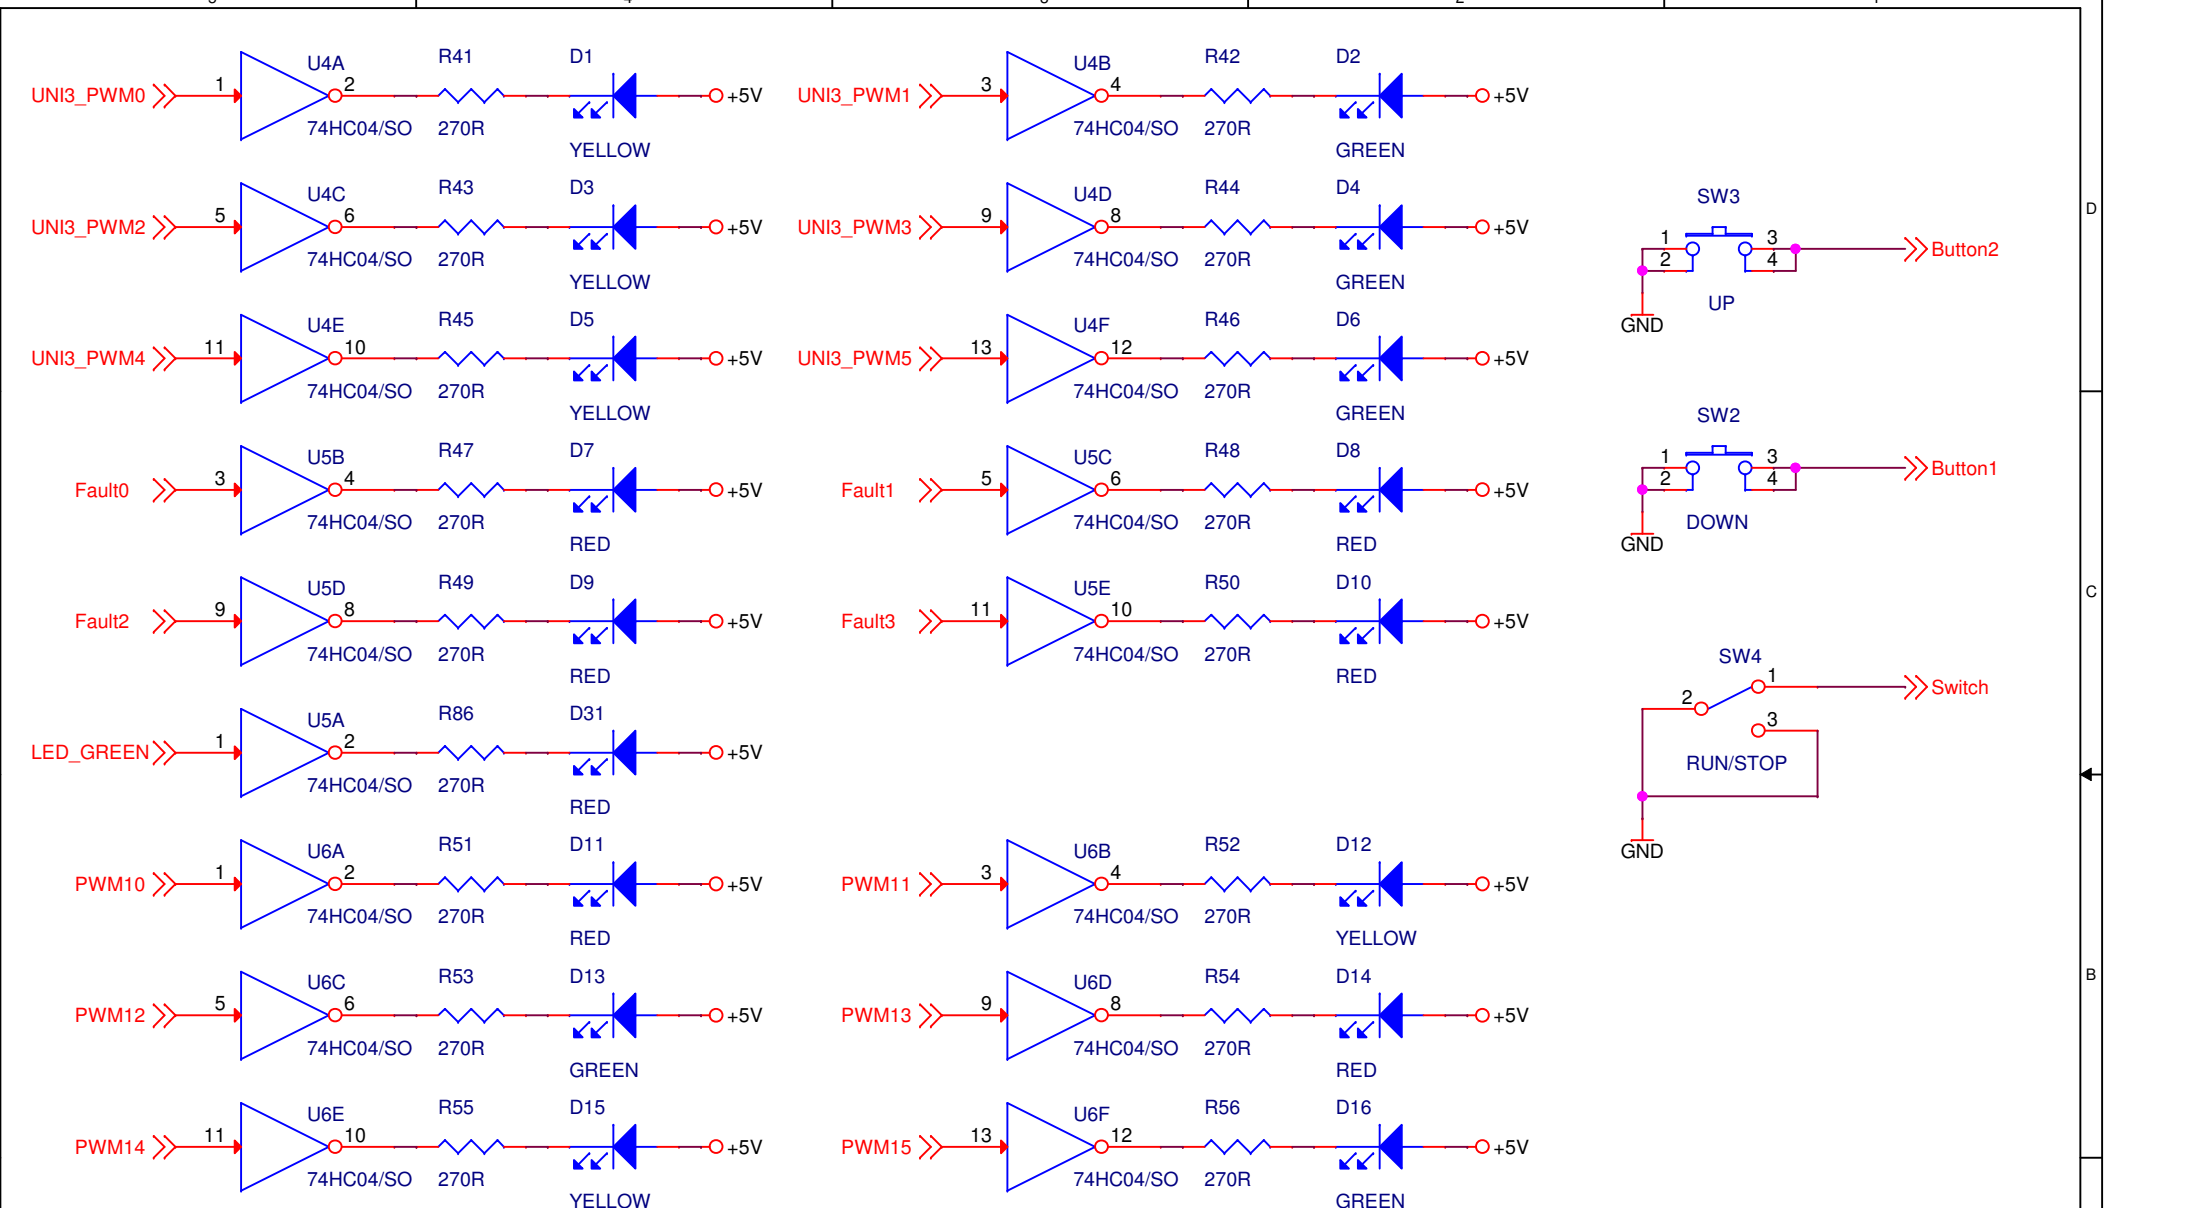 U4A R41 D1 U4B R42 D2
UNI3_PWM0 1 2 +5V UNI3_PWM1 3 4 +5V
74HC04/SO 270R 74HC04/SO 270R
YELLOW GREEN
U4C R43 D3 U4D R44 D4 SW3
UNI3_PWM2 5 6 +5V UNI3_PWM3 9 8 +5V D
1 3 Button2
74HC04/SO 270R 74HC04/SO 270R 2 4
YELLOW GREEN UP
U4E R45 D5 U4F R46 D6 GND
UNI3_PWM4 11 10 +5V UNI3_PWM5 13 12 +5V
74HC04/SO 270R 74HC04/SO 270R
YELLOW GREEN SW2
U5B R47 D7 U5C R48 D8 1 3 Button1
Fault0 3 4 +5V Fault1 5 6 +5V 2 4
74HC04/SO 270R 74HC04/SO 270R DOWN
RED RED GND
U5D R49 D9 U5E R50 D10 C
Fault2 9 8 +5V Fault3 11 10 +5V
74HC04/SO 270R 74HC04/SO 270R SW4
RED RED 1 Switch
U5A R86 D31 2 3
LED_GREEN 1 2 +5V RUN/STOP
74HC04/SO 270R
RED
U6A R51 D11 U6B R52 D12 GND
PWM10 1 2 +5V PWM11 3 4 +5V
74HC04/SO 270R 74HC04/SO 270R
RED YELLOW
U6C R53 D13 U6D R54 D14 B
PWM12 5 6 +5V PWM13 9 8 +5V
74HC04/SO 270R 74HC04/SO 270R
GREEN RED
U6E R55 D15 U6F R56 D16
PWM14 11 10 +5V PWM15 13 12 +5V
74HC04/SO 270R 74HC04/SO 270R
YELLOW GREEN